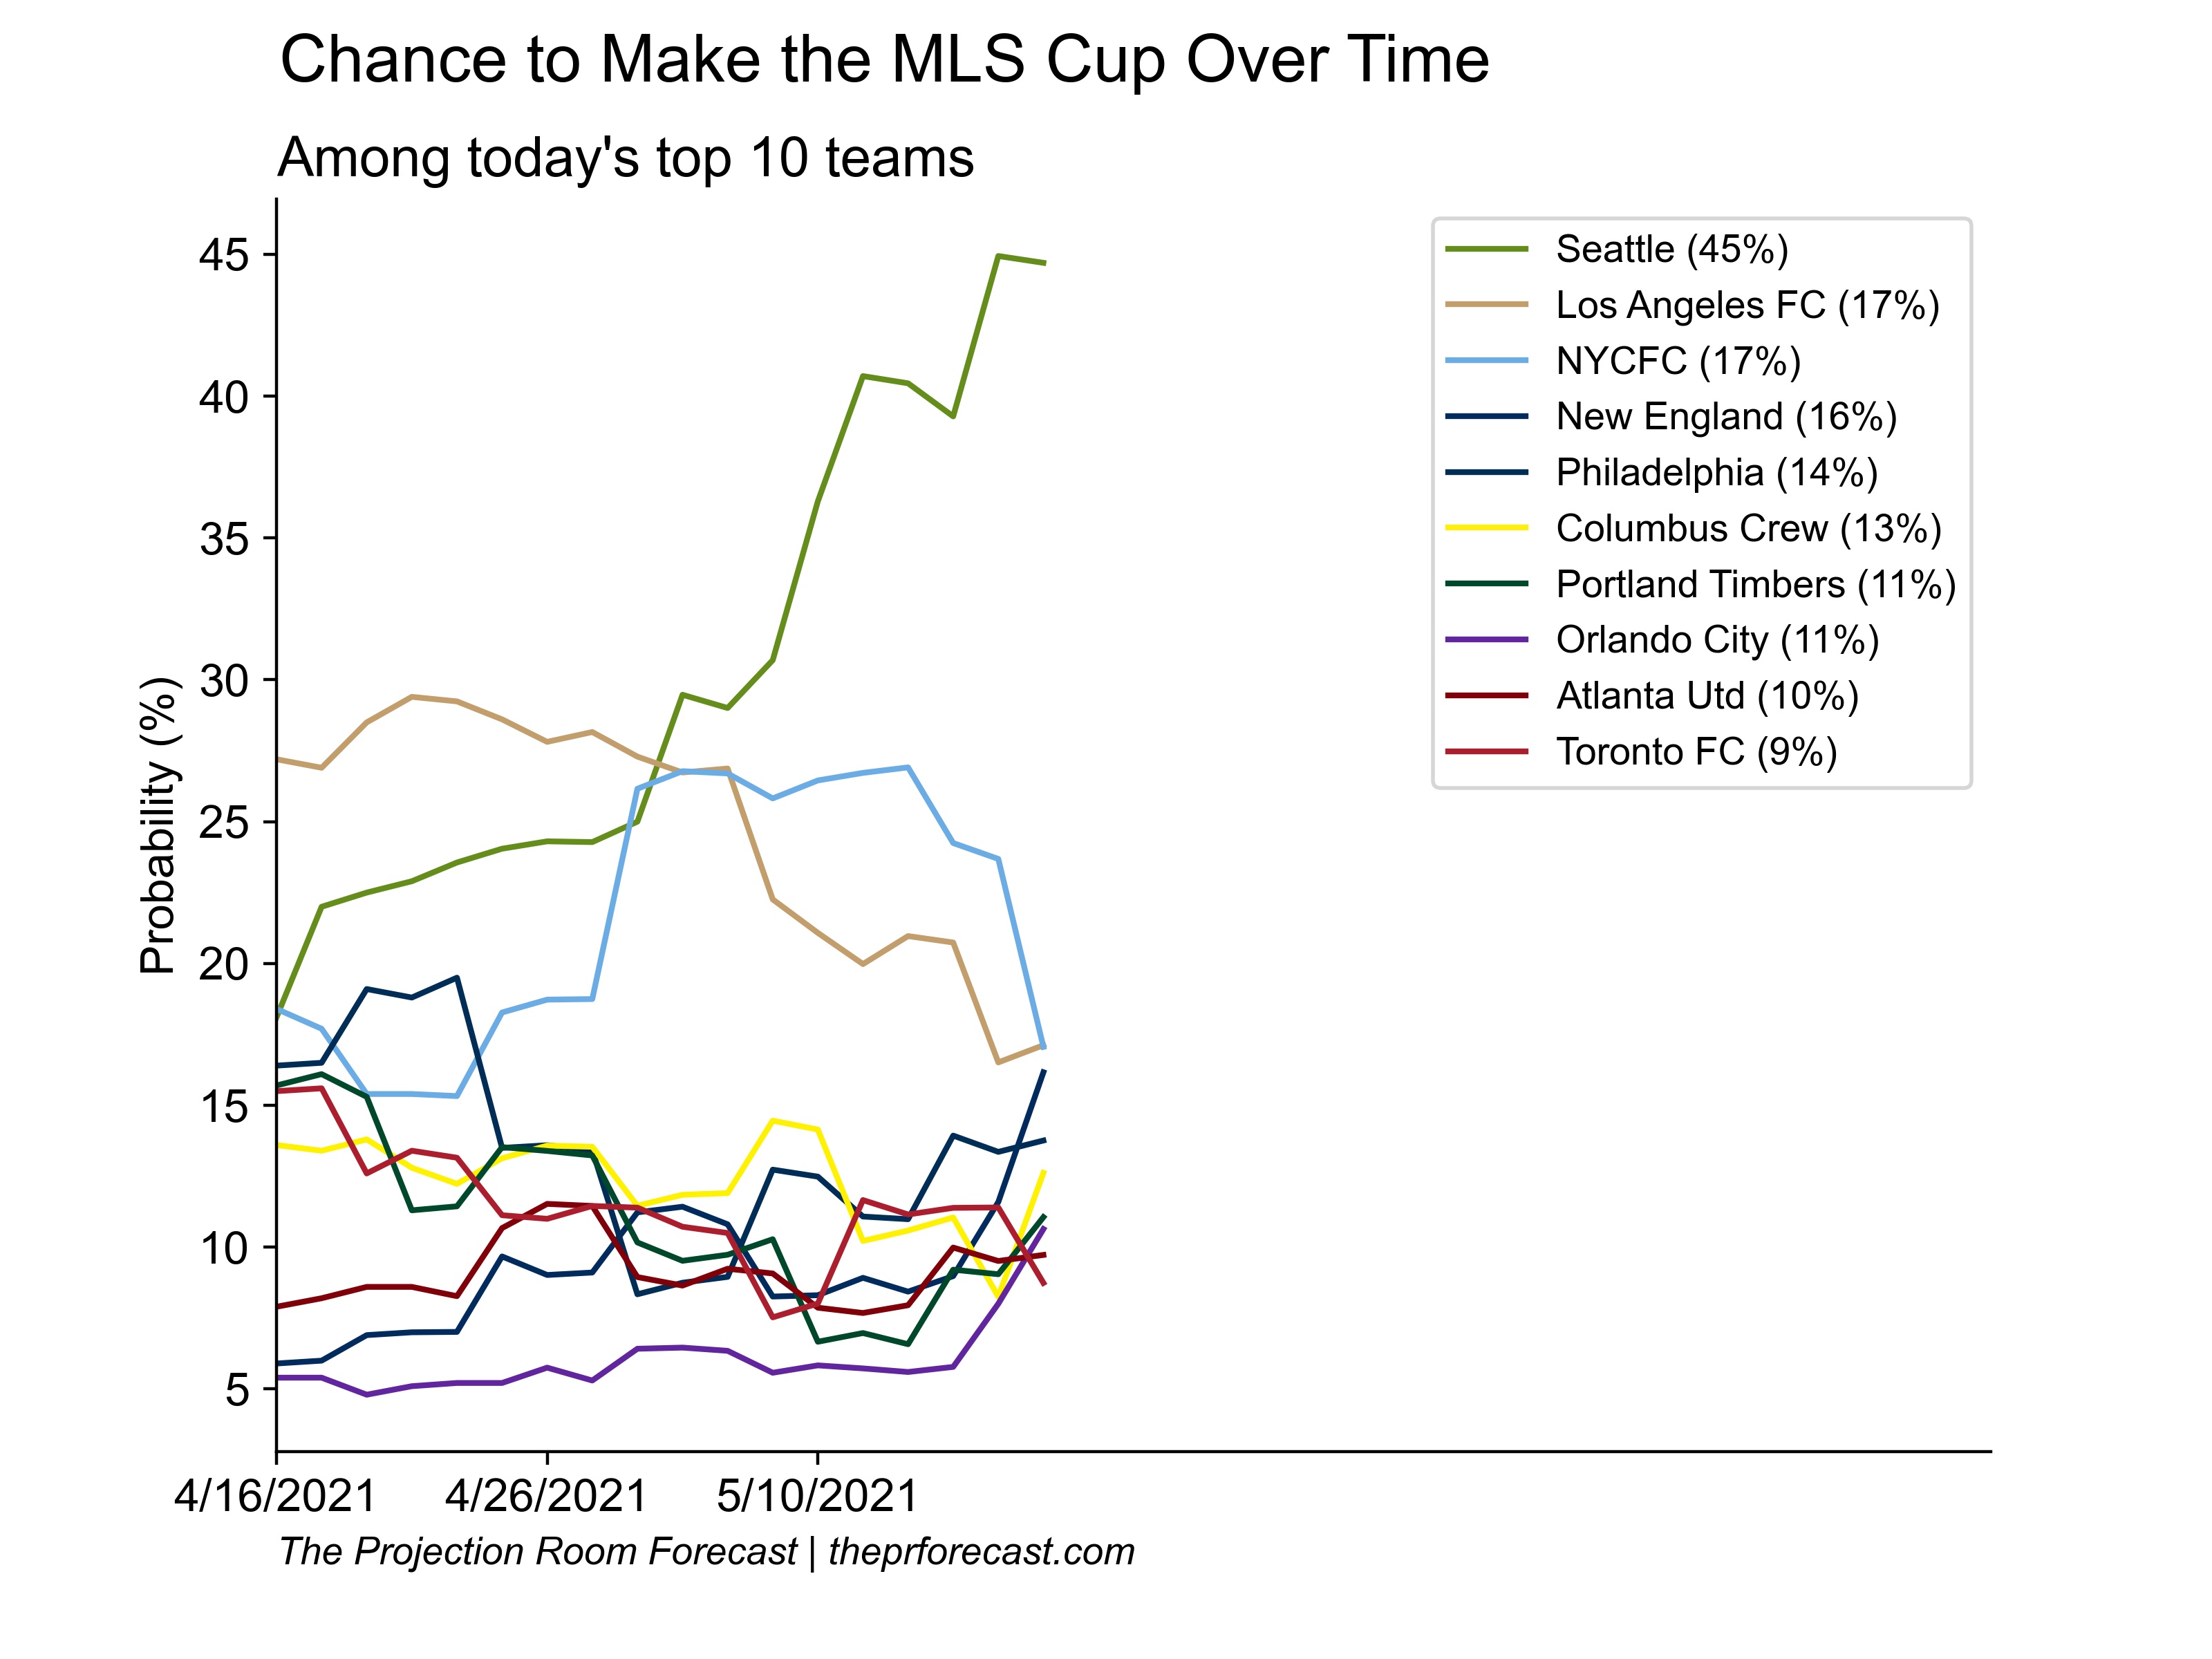 Chance to Make the MLS Cup Over Time
Among today's top 10 teams
45
40
35
30
25
20
15
10
5
Probability (%)
Seattle (45%)
Los Angeles FC (17%)
NYCFC (17%)
New England (16%)
Philadelphia (14%)
Columbus Crew (13%)
Portland Timbers (11%)
Orlando City (11%)
Atlanta Utd (10%)
Toronto FC (9%)
4/16/2021 4/26/2021 5/10/2021
The Projection Room Forecast | theprforecast.com